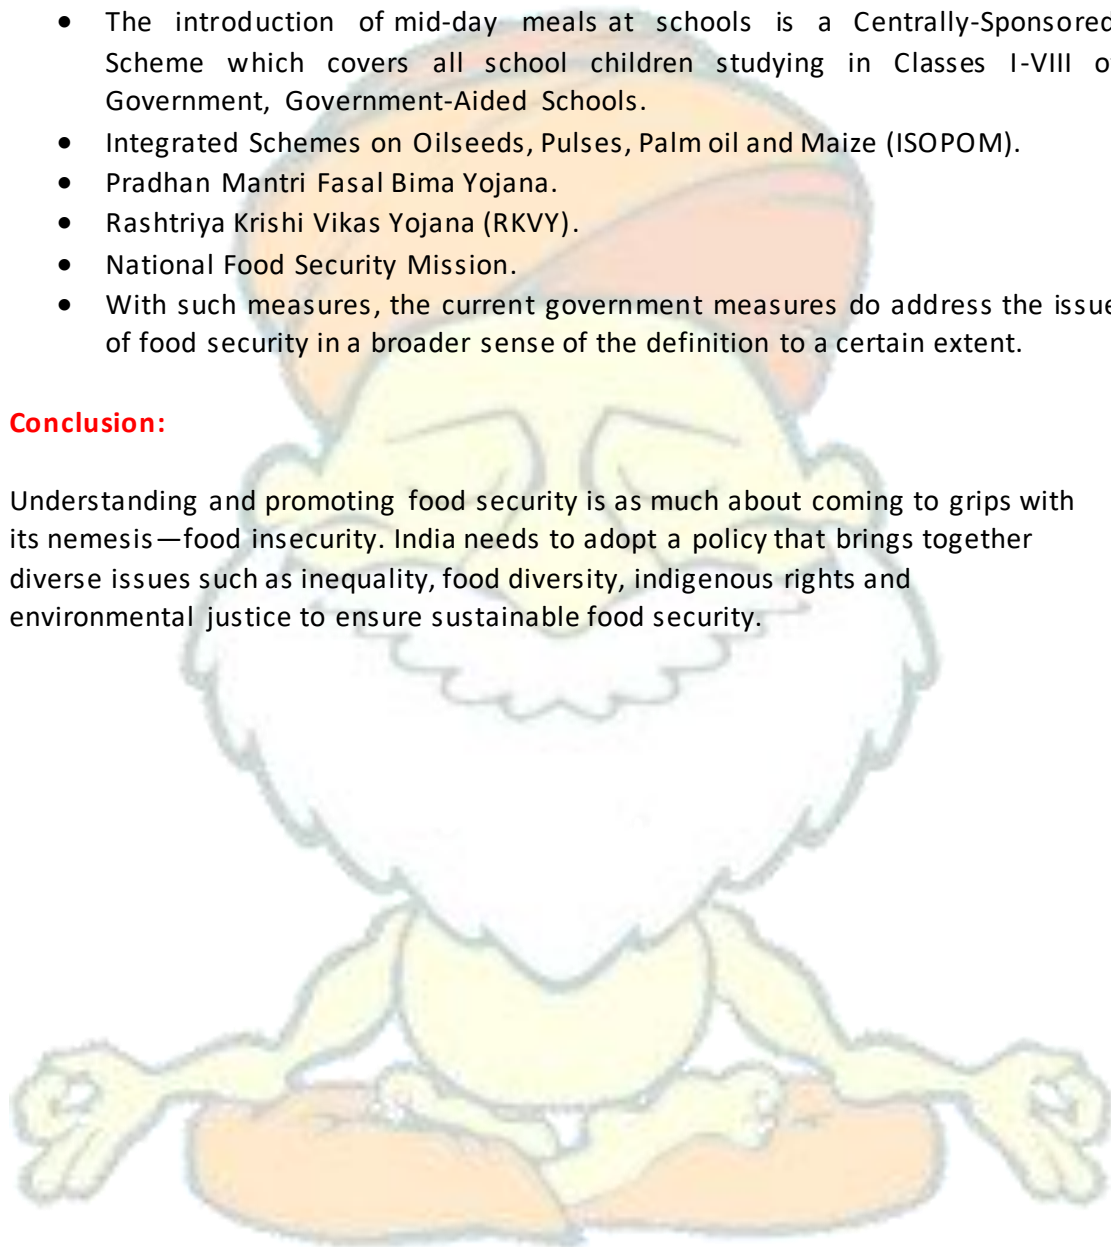 • The introduction of mid-day meals at schools is a Centrally-Sponsored
Scheme which covers all school children studying in Classes I-VIII of
Government, Government-Aided Schools.
• Integrated Schemes on Oilseeds, Pulses, Palm oil and Maize (ISOPOM).
• Pradhan Mantri Fasal Bima Yojana.
• Rashtriya Krishi Vikas Yojana (RKVY).
• National Food Security Mission.
• With such measures, the current government measures do address the issue
of food security in a broader sense of the definition to a certain extent.
Conclusion:
Understanding and promoting food security is as much about coming to grips with
its nemesis—food insecurity. India needs to adopt a policy that brings together
diverse issues such as inequality, food diversity, indigenous rights and
environmental justice to ensure sustainable food security.